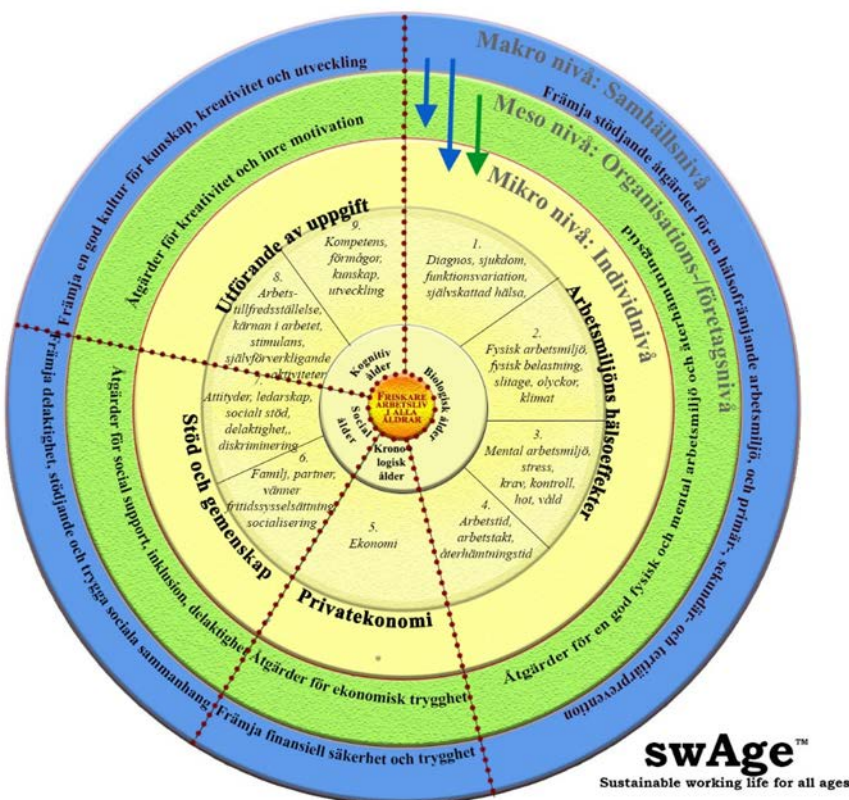 Makro nivå: Samhällsnivå
Främja stödjande åtgärder för en hälsofrämjande arbetsmiljö, och primär-, sekundär- och tertiärprevention
Meso nivå: Organisations-/företagsnivå
Åtgärder för en god fysisk och mental arbetsmiljö och återhämtningstid
Mikro nivå: Individnivå
Arbetsmiljöns hälsoeffekter
1.
Diagnos, sjukdom,
funktionsvariation,
självskattad hälsa,
2.
Fysisk arbetsmiljö,
fysisk belastning,
slitage, olyckor,
klimat
3.
Mental arbetsmiljö,
stress,
krav, kontroll,
hot, våld
4.
Arbetstid,
arbetstakt,
återhämtningstid
Främja finansiell säkerhet och trygghet
Åtgärder för ekonomisk trygghet
Privatekonomi
5.
Ekonomi
Främja delaktighet, stödjande och trygga sociala sammanhang
Åtgärder för social support, inklusion, delaktighet
Stöd och gemenskap
6.
Familj, partner,
vänner
fritidssysselsättning,
socialisering
7.
Attityder, ledarskap,
socialt stöd,
delaktighet,,
diskriminering
Främja en god kultur för kunskap, kreativitet och utveckling
Åtgärder för kreativitet och inre motivation
Utförande av uppgift
8.
Arbets-
tillfredsställelse,
kärnan i arbetet,
stimulans,
självförverkligande
aktiviteter
9.
Kompetens,
förmågor,
kunskap,
utveckling
Kognitiv
ålder
Biologisk ålder
Social
ålder
Krono-
logisk
ålder
FRISKARE
ARBETSLIV
I ALLA
ÅLDRAR
swAge™
Sustainable working life for all ages